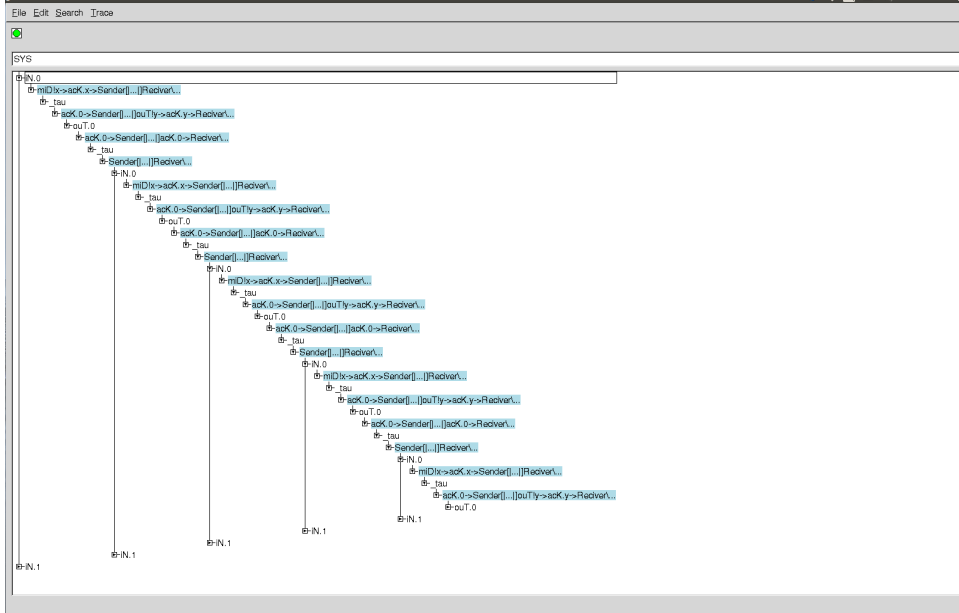 File Edit Search Trace
SYS
iN.0
miD!x->acK.x->Sender[|...|]Reciver\...
_tau
acK.0->Sender[|...|]ouT!y->acK.y->Reciver\...
ouT.0
acK.0->Sender[|...|]acK.0->Reciver\...
_tau
Sender[|...|]Reciver\...
iN.0
miD!x->acK.x->Sender[|...|]Reciver\...
_tau
acK.0->Sender[|...|]ouT!y->acK.y->Reciver\...
ouT.0
acK.0->Sender[|...|]acK.0->Reciver\...
_tau
Sender[|...|]Reciver\...
iN.0
miD!x->acK.x->Sender[|...|]Reciver\...
_tau
acK.0->Sender[|...|]ouT!y->acK.y->Reciver\...
ouT.0
acK.0->Sender[|...|]acK.0->Reciver\...
_tau
Sender[|...|]Reciver\...
iN.0
miD!x->acK.x->Sender[|...|]Reciver\...
_tau
acK.0->Sender[|...|]ouT!y->acK.y->Reciver\...
ouT.0
acK.0->Sender[|...|]acK.0->Reciver\...
_tau
Sender[|...|]Reciver\...
iN.0
miD!x->acK.x->Sender[|...|]Reciver\...
_tau
acK.0->Sender[|...|]ouT!y->acK.y->Reciver\...
ouT.0
iN.1
iN.1
iN.1
iN.1
iN.1